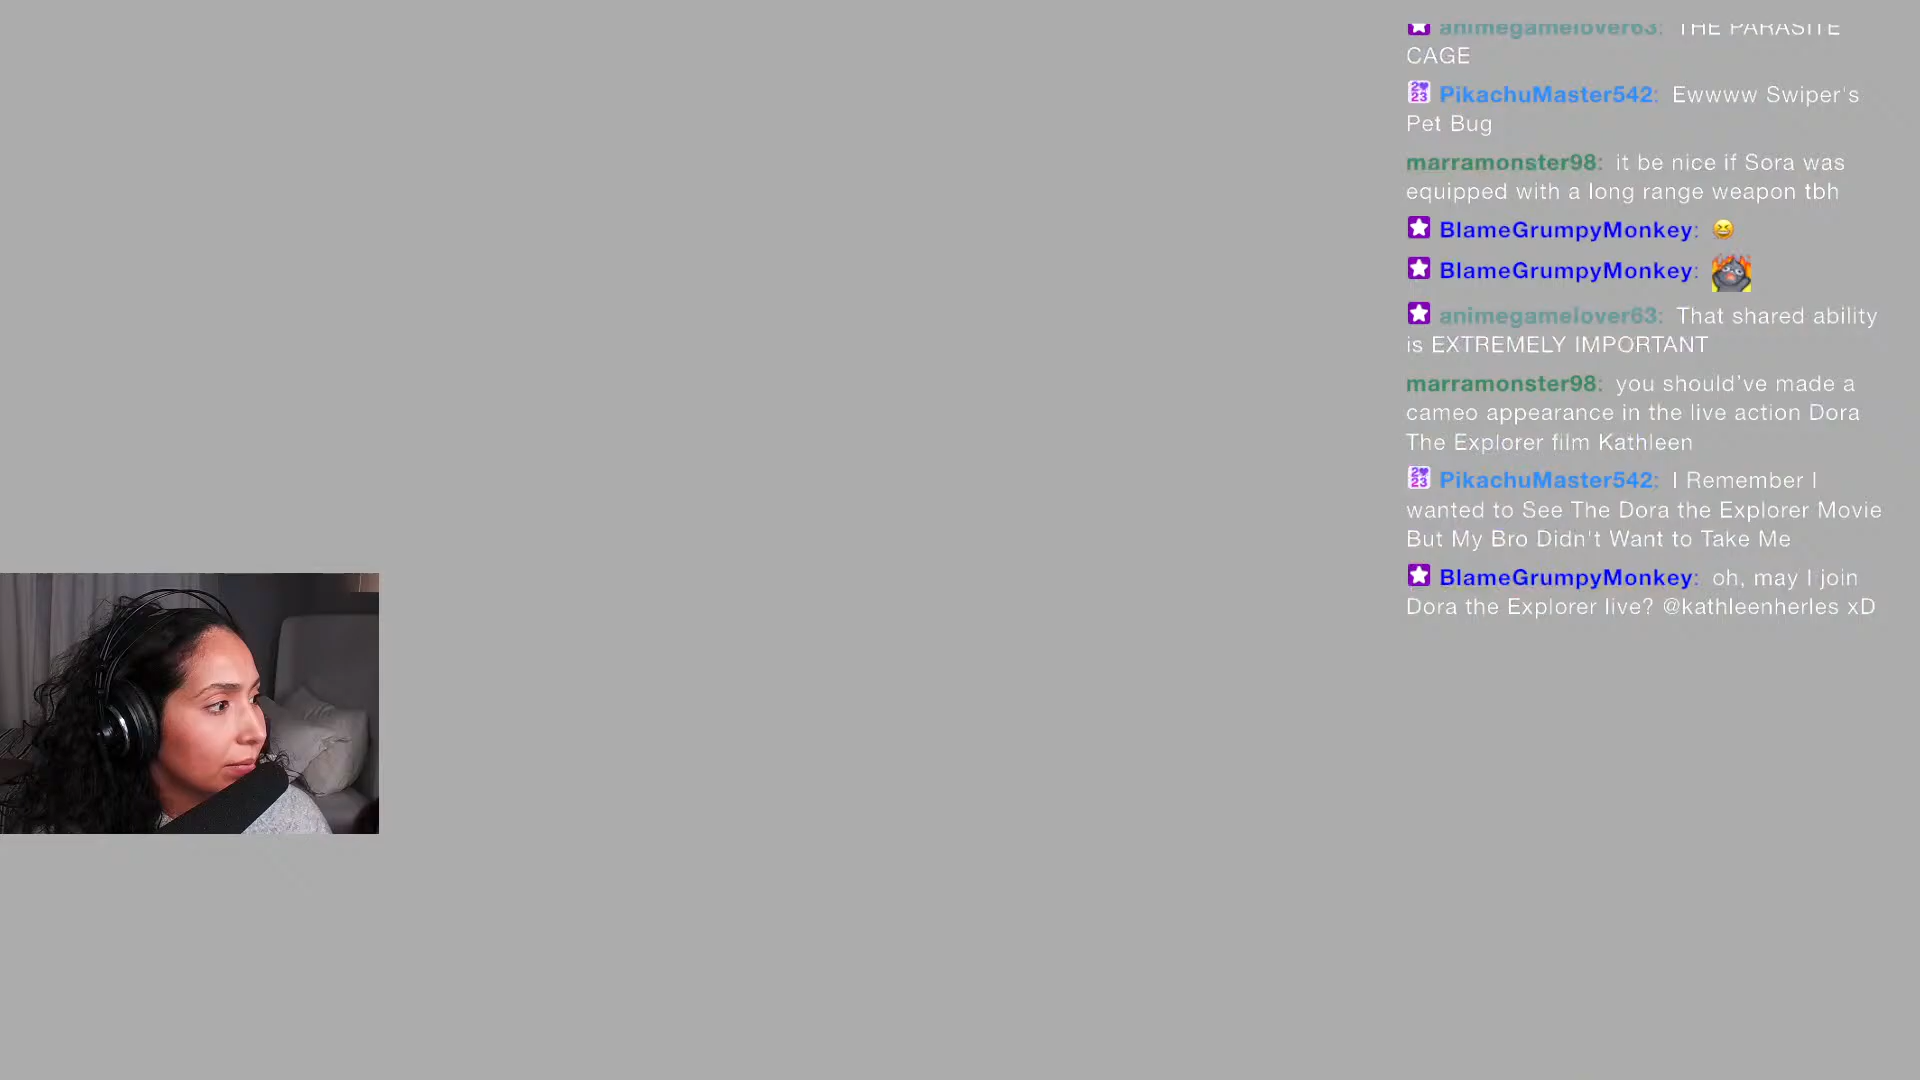 animegamelover63: THE PARASITE
CAGE
PikachuMaster542: Ewwww Swiper's
Pet Bug
marramonster98: it be nice if Sora was
equipped with a long range weapon tbh
BlameGrumpyMonkey:
BlameGrumpyMonkey:
animegamelover63: That shared ability
is EXTREMELY IMPORTANT
marramonster98: you should've made a
cameo appearance in the live action Dora
The Explorer film Kathleen
PikachuMaster542: I Remember I
wanted to See The Dora the Explorer Movie
But My Bro Didn't Want to Take Me
BlameGrumpyMonkey: oh, may I join
Dora the Explorer live? @kathleenherles xD